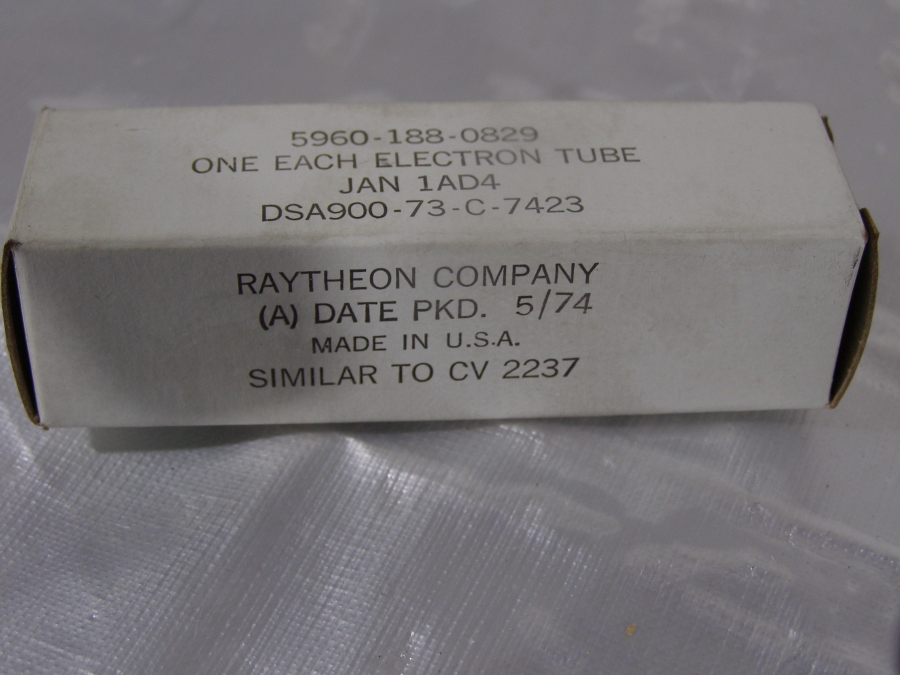 5960-188-0829
ONE EACH ELECTRON TUBE
JAN 1AD4
DSA900-73-C-7423
RAYTHEON COMPANY
(A) DATE PKD. 5/74
MADE IN U.S.A.
SIMILAR TO CV 2237